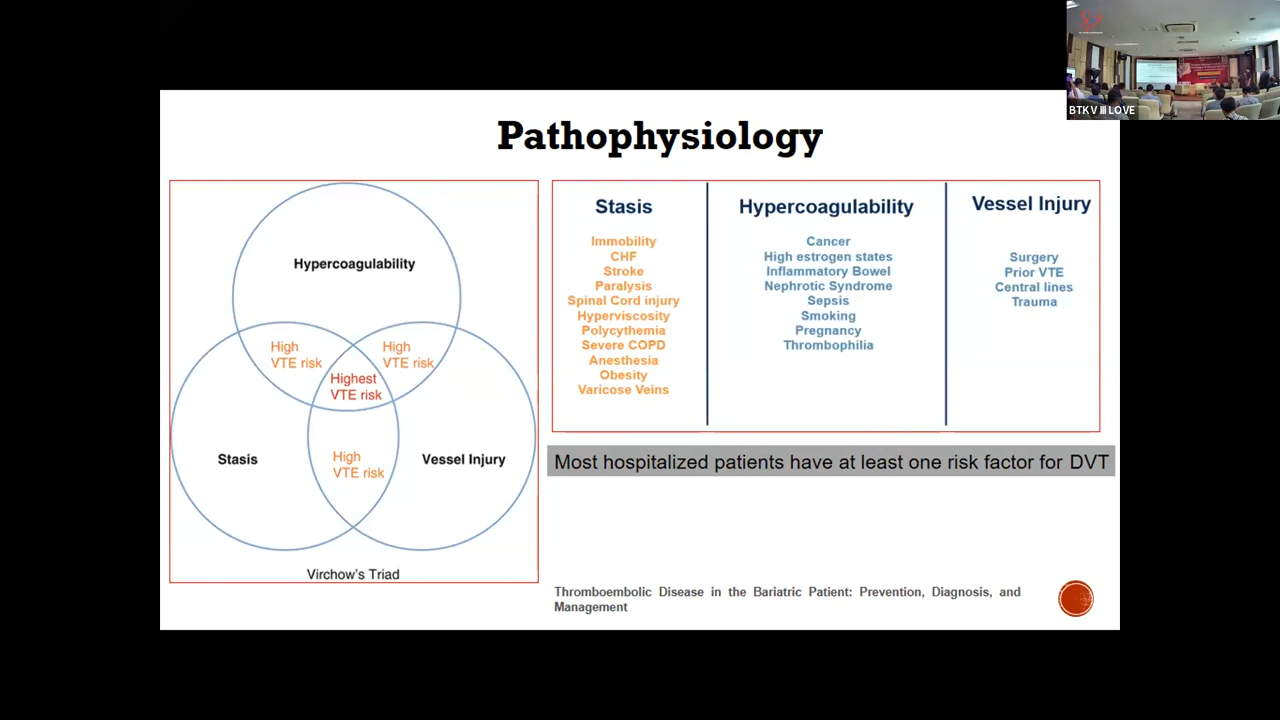 BTKV III LOVE
Pathophysiology
Hypercoagulability
High
VTE risk
High
VTE risk
Highest
VTE risk
Stasis
High
VTE risk
Vessel Injury
Virchow's Triad
Stasis
Immobility
CHF
Stroke
Paralysis
Spinal Cord injury
Hyperviscosity
Polycythemia
Severe COPD
Anesthesia
Obesity
Varicose Veins
Hypercoagulability
Cancer
High estrogen states
Inflammatory Bowel
Nephrotic Syndrome
Sepsis
Smoking
Pregnancy
Thrombophilia
Vessel Injury
Surgery
Prior VTE
Central lines
Trauma
Most hospitalized patients have at least one risk factor for DVT
Thromboembolic Disease in the Bariatric Patient: Prevention, Diagnosis, and
Management